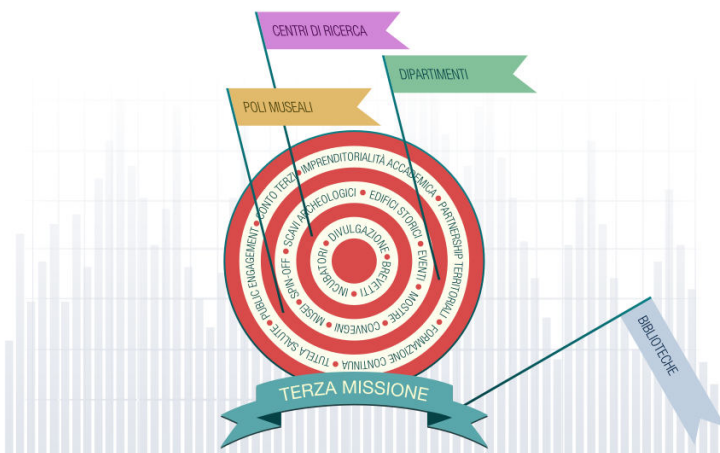 CENTRI DI RICERCA
DIPARTIMENTI
POLI MUSEALI
TUTELA SALUTE • PUBLIC ENGAGEMENT • CONTO TERZI • IMPRENDITORIALITÀ ACCADEMICA • PARTNERSHIP TERRITORIALI • FORMAZIONE CONTINUA •
MUSEI • SPIN-OFF • SCAVI ARCHEOLOGICI • EDIFICI STORICI • EVENTI • MOSTRE • CONVEGNI •
INCUBATORI • DIVULGAZIONE • BREVETTI •
TERZA MISSIONE
BIBLIOTECHE